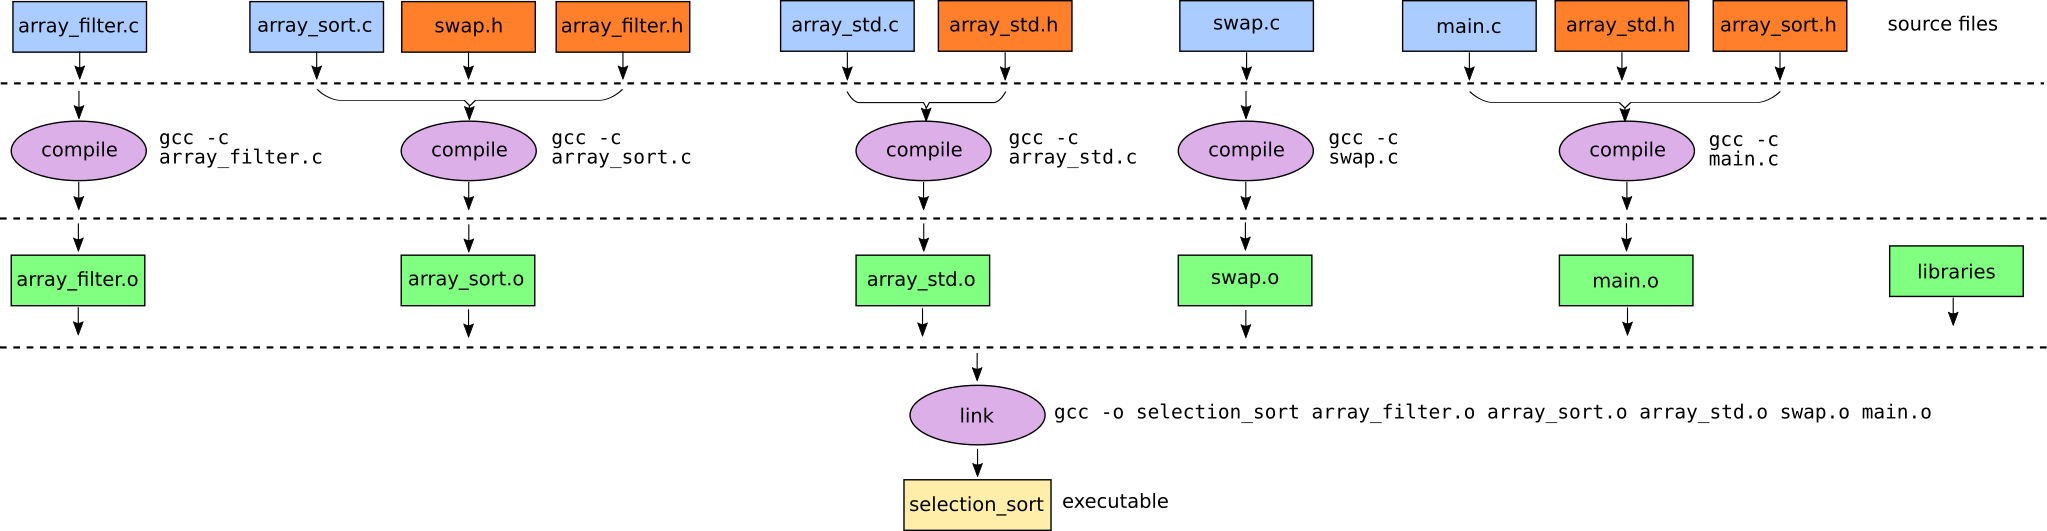 array_filter.c
array_sort.c
swap.h
array_filter.h
array_std.c
array_std.h
swap.c
main.c
array_std.h
array_sort.h
source files
compile
gcc -c
array_filter.c
compile
gcc -c
array_sort.c
compile
gcc -c
array_std.c
compile
gcc -c
swap.c
compile
gcc -c
main.c
array_filter.o
array_sort.o
array_std.o
swap.o
main.o
libraries
link
gcc -o selection_sort array_filter.o array_sort.o array_std.o swap.o main.o
selection_sort
executable